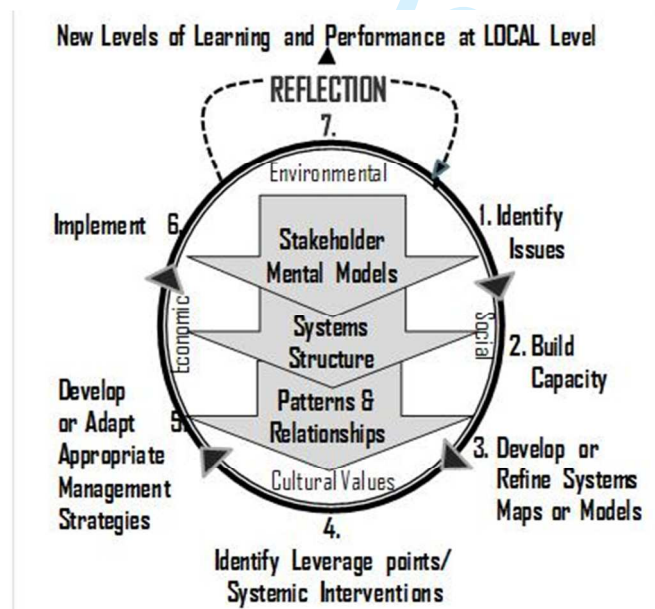 New Levels of Learning and Performance at LOCAL Level
REFLECTION
7.
Environmental
1. Identify
Issues
Social
2. Build
Capacity
3. Develop or
Refine Systems
Maps or Models
4.
Identify Leverage points/
Systemic Interventions
Cultural Values
5.
Develop
or Adapt
Appropriate
Management
Strategies
Economic
Implement 6.
Stakeholder
Mental Models
Systems
Structure
Patterns &
Relationships